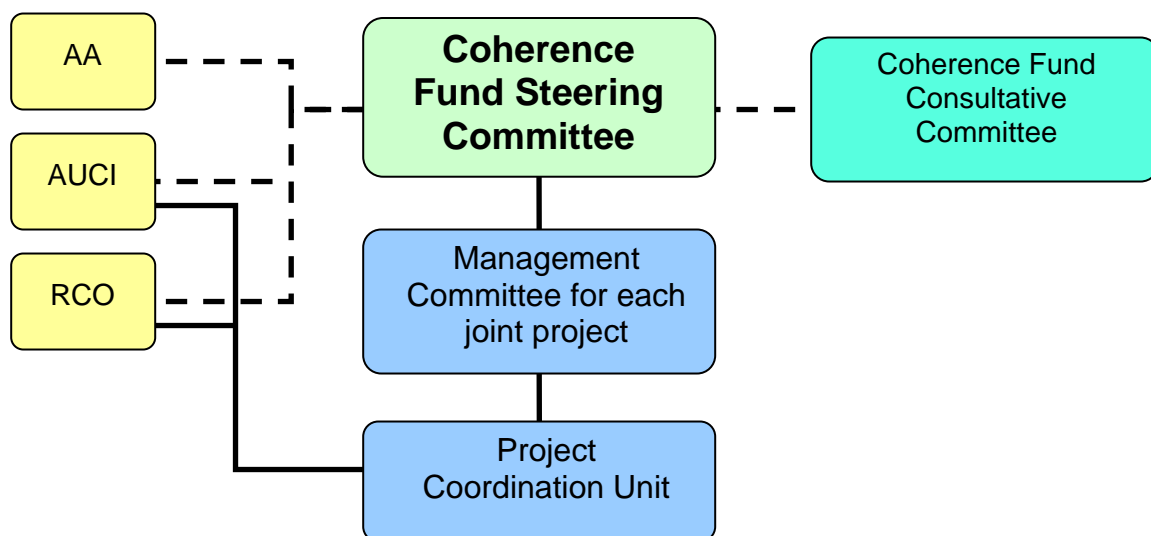 AA
AUCI
RCO
Coherence
Fund Steering
Committee
Coherence Fund
Consultative
Committee
Management
Committee for each
joint project
Project
Coordination Unit